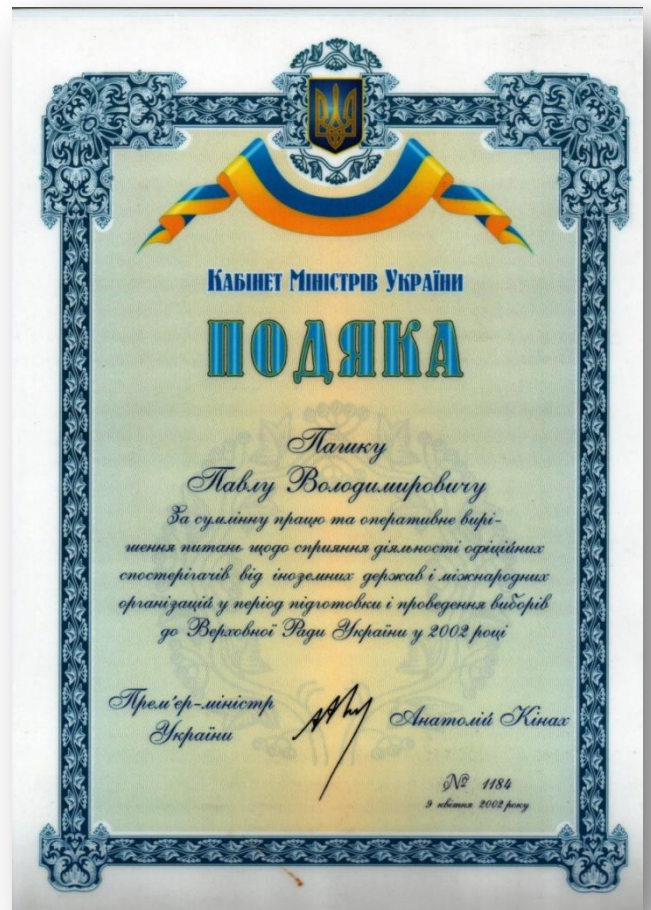 Кабінет Міністрів України
ПОДЯКА
Пашку
Павлу Володимировичу
За сумлінну працю та оперативне вирі-
шення питань щодо сприяння діяльності офіційних
спостерігачів від іноземних держав і міжнародних
організацій у період підготовки і проведення виборів
до Верховної Ради України у 2002 році
Прем'єр-міністр
України
Анатолій Кінах
№ 1184
9 квітня 2002 року